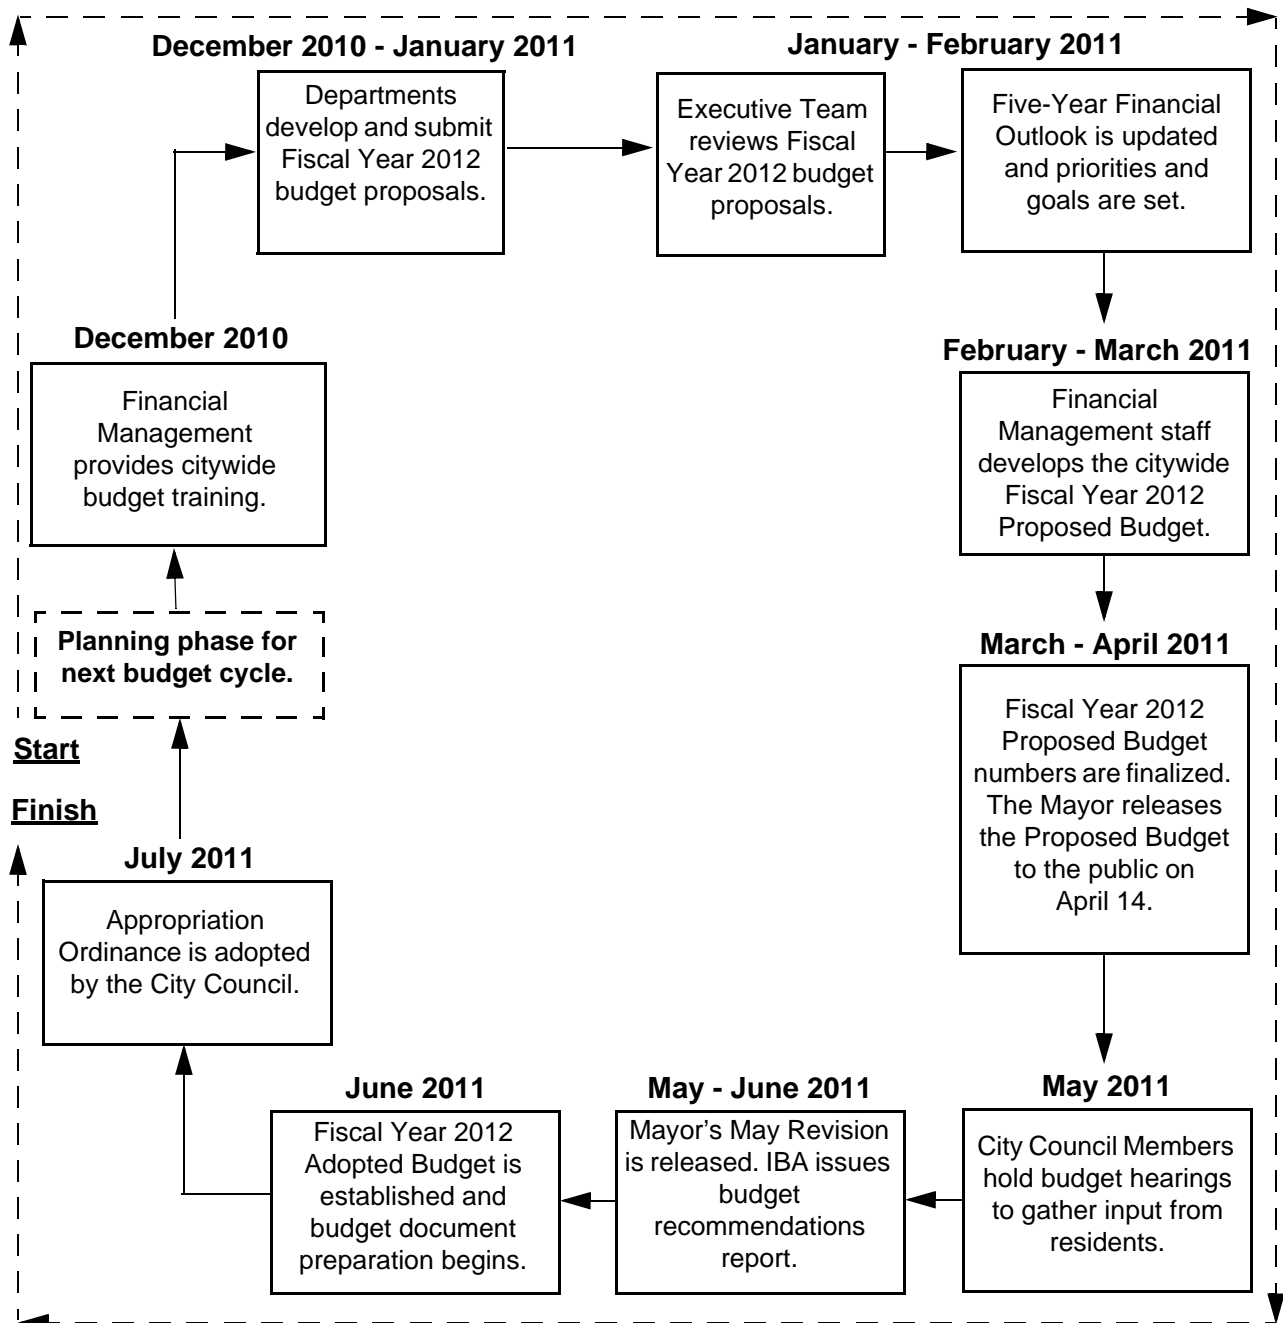 December 2010 - January 2011
Departments
develop and submit
Fiscal Year 2012
budget proposals.
January - February 2011
Executive Team
reviews Fiscal
Year 2012 budget
proposals.
Five-Year Financial
Outlook is updated
and priorities and
goals are set.
February - March 2011
Financial
Management staff
develops the citywide
Fiscal Year 2012
Proposed Budget.
March - April 2011
Fiscal Year 2012
Proposed Budget
numbers are finalized.
The Mayor releases
the Proposed Budget
to the public on
April 14.
May 2011
City Council Members
hold budget hearings
to gather input from
residents.
May - June 2011
Mayor's May Revision
is released. IBA issues
budget
recommendations
report.
June 2011
Fiscal Year 2012
Adopted Budget is
established and
budget document
preparation begins.
July 2011
Appropriation
Ordinance is adopted
by the City Council.
Planning phase for
next budget cycle.
December 2010
Financial
Management
provides citywide
budget training.
Start
Finish